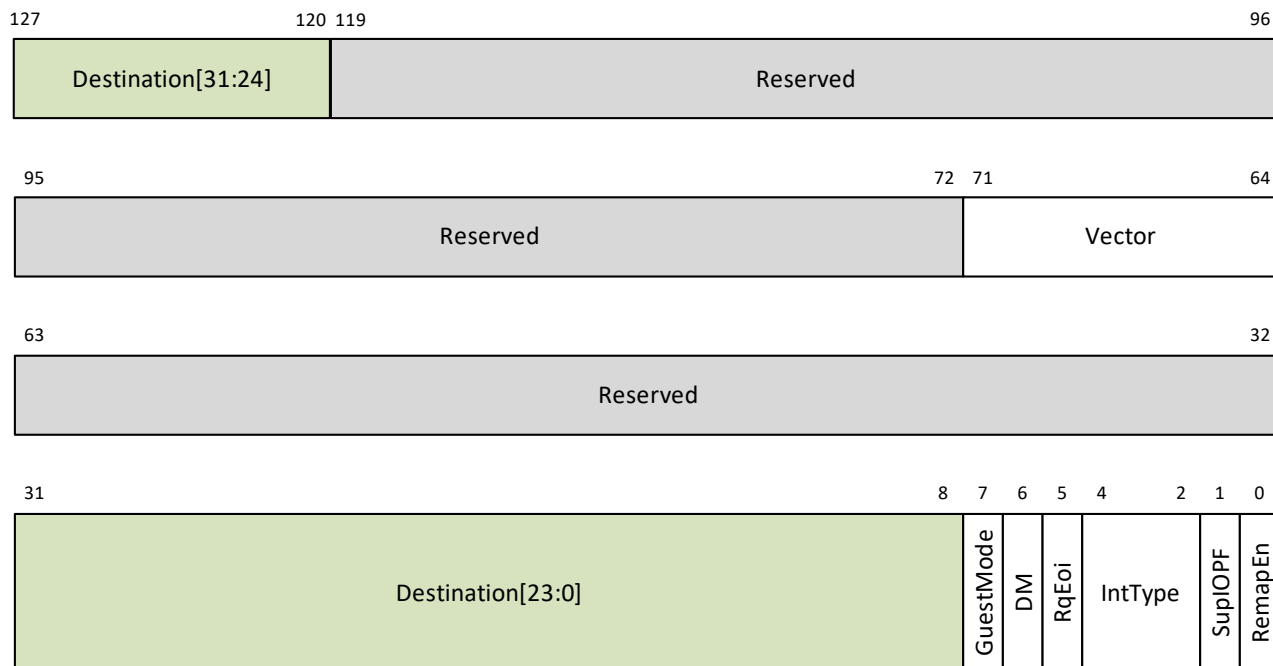 127 120 119 96
Destination[31:24] Reserved
95 72 71 64
Reserved Vector
63 32
Reserved
31 8 7 6 5 4 2 1 0
Destination[23:0] GuestMode DM RqEoi IntType SupIOPF RemapEn